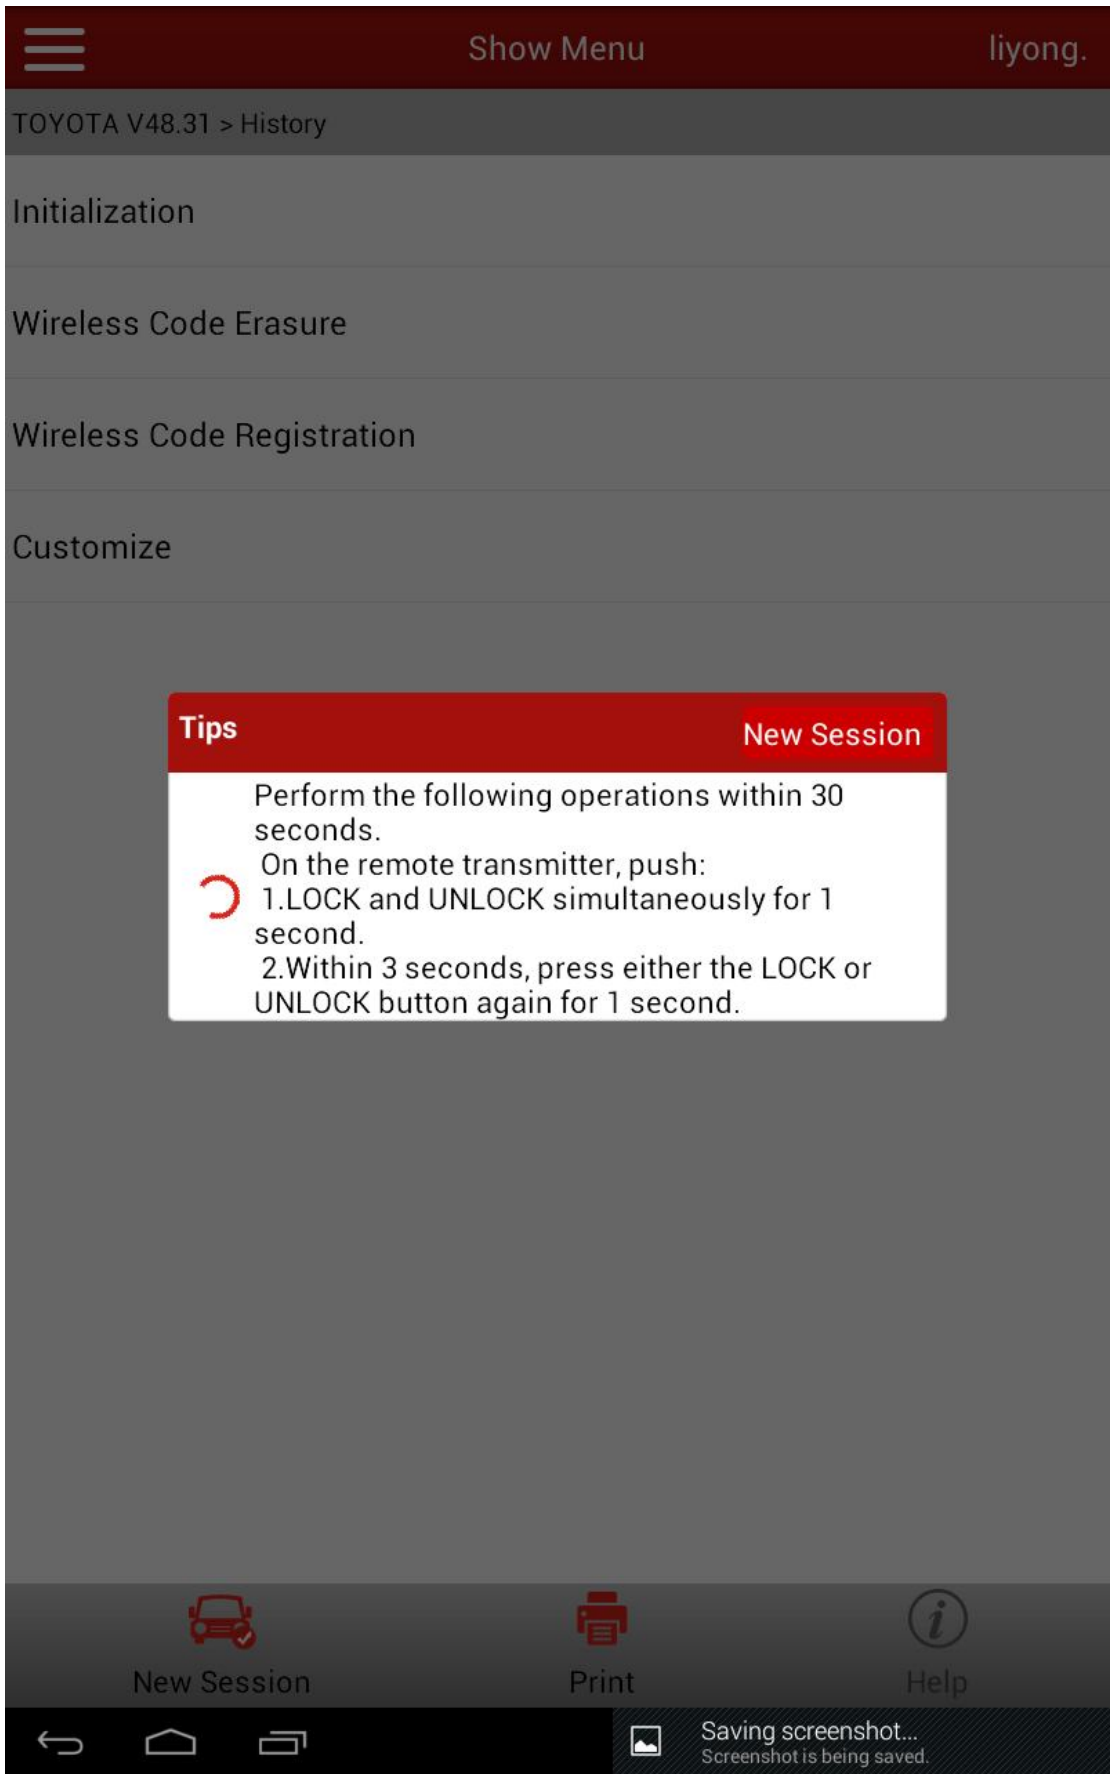 Show Menu
liyong.
TOYOTA V48.31 > History
Initialization
Wireless Code Erasure
Wireless Code Registration
Customize
Tips
New Session
Perform the following operations within 30
seconds.
On the remote transmitter, push:
1.LOCK and UNLOCK simultaneously for 1
second.
2.Within 3 seconds, press either the LOCK or
UNLOCK button again for 1 second.
New Session
Print
Help
Saving screenshot...
Screenshot is being saved.